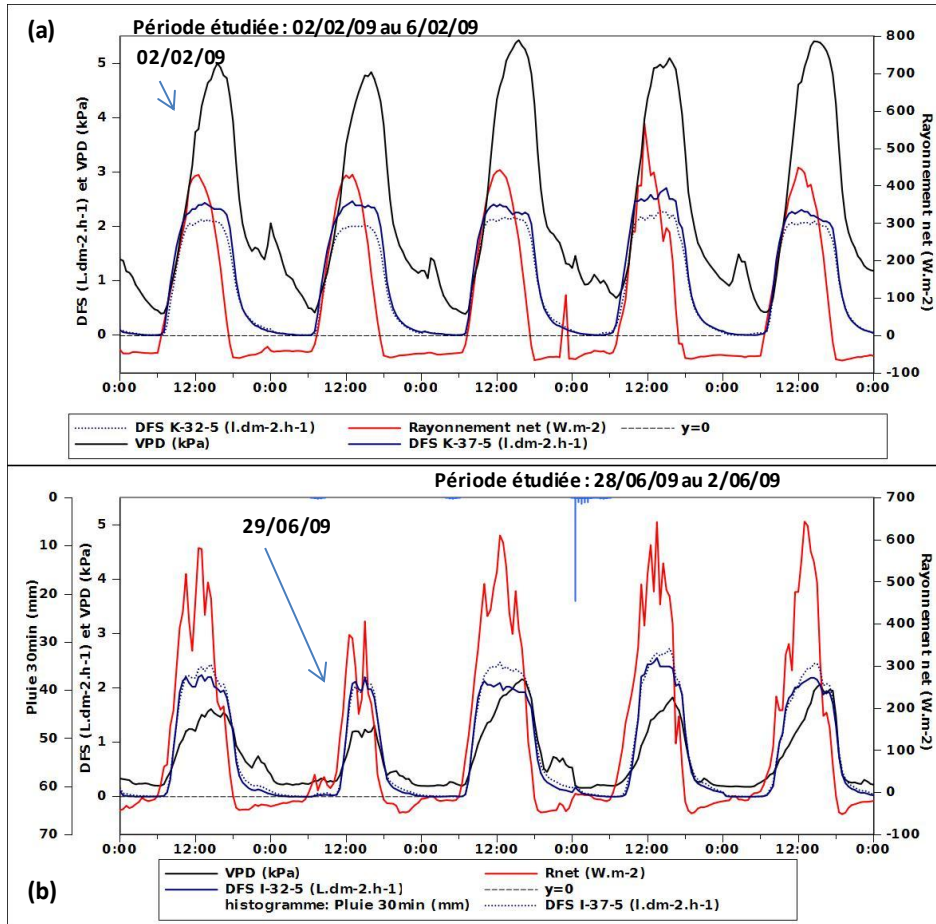 (a)
Période étudiée : 02/02/09 au 6/02/09
02/02/09
DFS (L.dm-2.h-1) et VPD (kPa)
5
4
3
2
1
0
Rayonnement net (W.m-2)
800
700
600
500
400
300
200
100
0
-100
0:00 12:00 0:00 12:00 0:00 12:00 0:00 12:00 0:00 12:00 0:00
DFS K-32-5 (l.dm-2.h-1) Rayonnement net (W.m-2) y=0
VPD (kPa) DFS K-37-5 (l.dm-2.h-1)
Période étudiée : 28/06/09 au 2/06/09
29/06/09
Pluie 30min (mm)
0
10
20
30
40
50
60
70
DFS (L.dm-2.h-1) et VPD (kPa)
5
4
3
2
1
0
Rayonnement net (W.m-2)
700
600
500
400
300
200
100
0
-100
0:00 12:00 0:00 12:00 0:00 12:00 0:00 12:00 0:00 12:00 0:00
(b)
VPD (kPa) Rnet (W.m-2)
DFS I-32-5 (L.dm-2.h-1) y=0
histogramme: Pluie 30min (mm) DFS I-37-5 (l.dm-2.h-1)